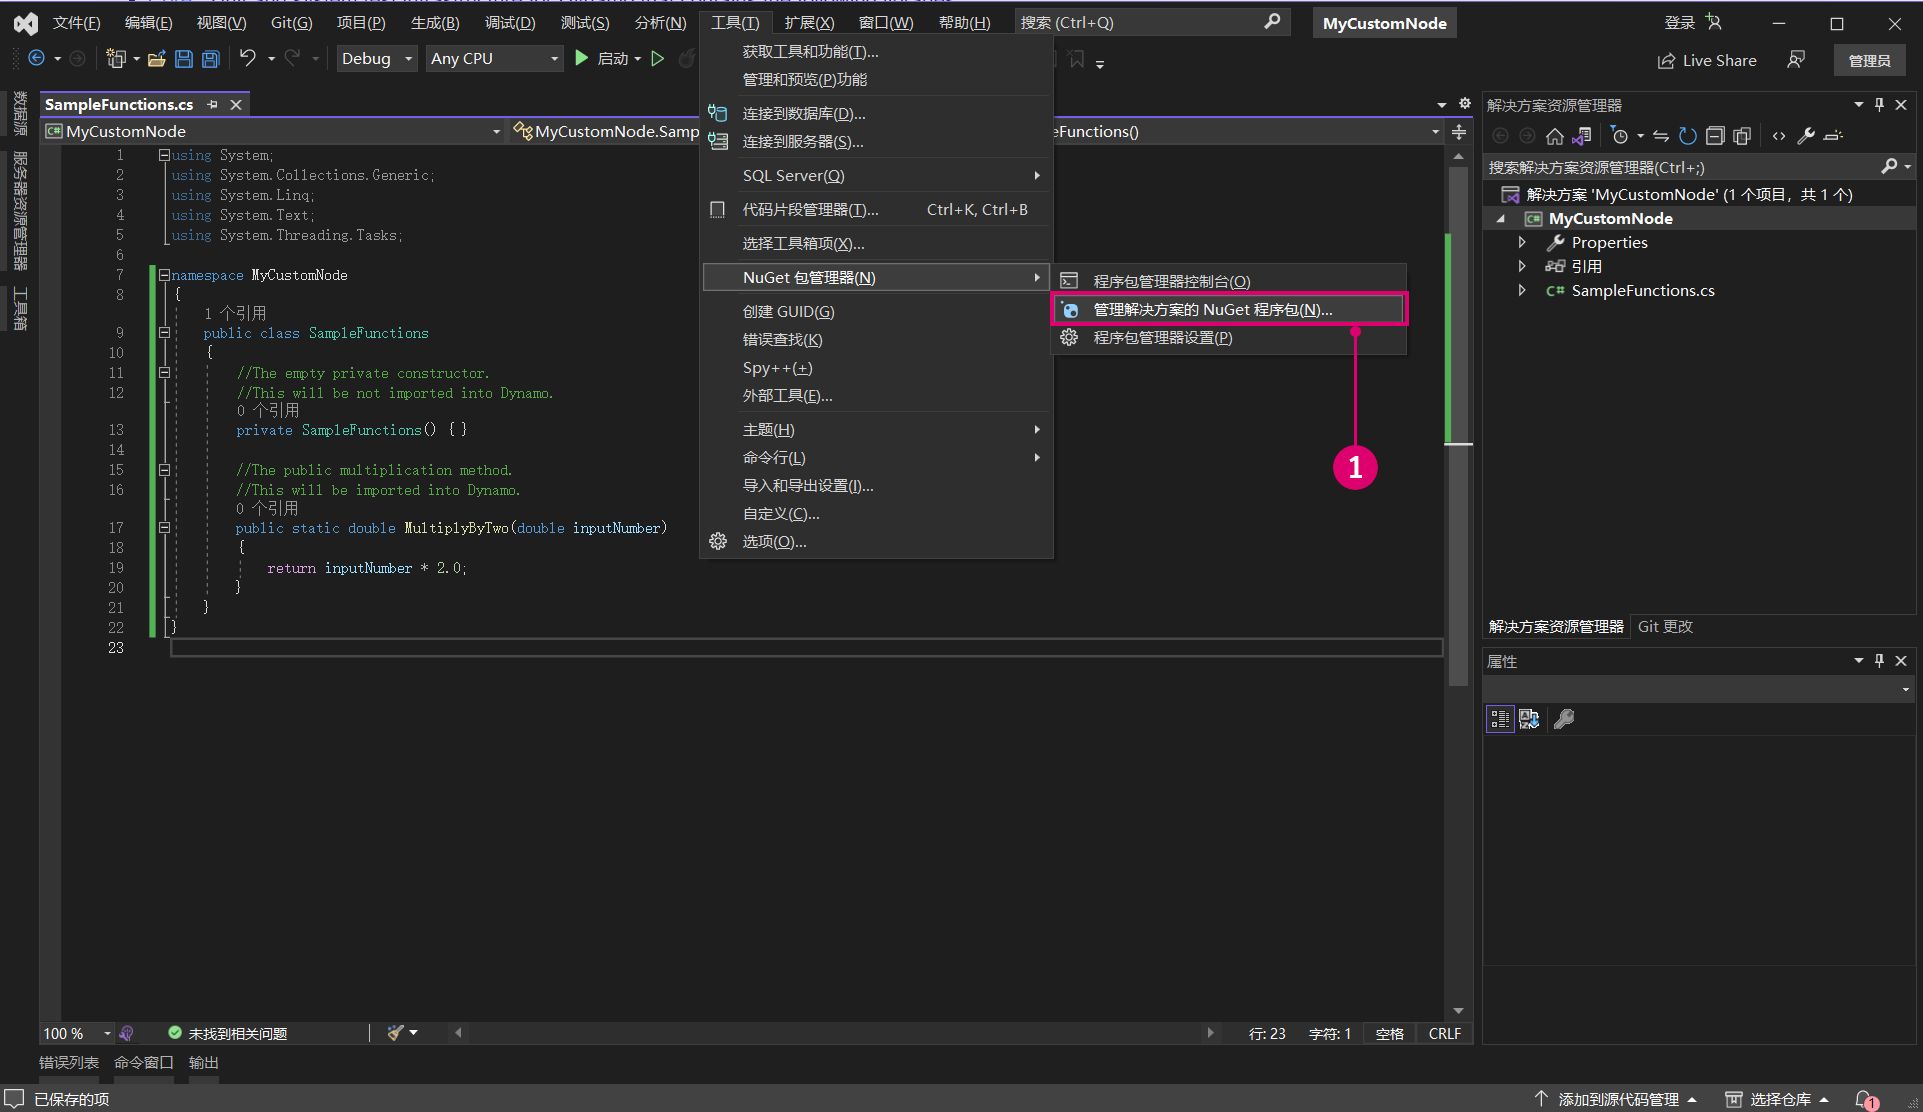 文件(F) 编辑(E) 视图(V) Git(G) 项目(P) 生成(B) 调试(D) 测试(S) 分析(N) 工具(T) 扩展(X) 窗口(W) 帮助(H) 搜索 (Ctrl+Q) MyCustomNode 登录
Debug Any CPU 启动 Live Share 管理员
数据源
服务器资源管理器
工具箱
SampleFunctions.cs
MyCustomNode MyCustomNode.Samp eFunctions()
1 using System;
2 using System.Collections.Generic;
3 using System.Linq;
4 using System.Text;
5 using System.Threading.Tasks;
6
7 namespace MyCustomNode
8 {
1 个引用
9 public class SampleFunctions
10 {
11 //The empty private constructor.
12 //This will be not imported into Dynamo.
0 个引用
13 private SampleFunctions() { }
14
15 //The public multiplication method.
16 //This will be imported into Dynamo.
0 个引用
17 public static double MultiplyByTwo(double inputNumber)
18 {
19 return inputNumber * 2.0;
20 }
21 }
22 }
23
获取工具和功能(T)...
管理和预览(P)功能
连接到数据库(D)...
连接到服务器(S)...
SQL Server(Q)
代码片段管理器(T)... Ctrl+K, Ctrl+B
选择工具箱项(X)...
NuGet 包管理器(N)
创建 GUID(G)
错误查找(K)
Spy++(+)
外部工具(E)...
主题(H)
命令行(L)
导入和导出设置(I)...
自定义(C)...
选项(O)...
程序包管理器控制台(O)
管理解决方案的 NuGet 程序包(N)...
程序包管理器设置(P)
1
解决方案资源管理器
搜索解决方案资源管理器(Ctrl+;)
解决方案 'MyCustomNode' (1 个项目，共 1 个)
C# MyCustomNode
Properties
引用
C# SampleFunctions.cs
解决方案资源管理器 Git 更改
属性
100 % 未找到相关问题 行: 23 字符: 1 空格 CRLF
错误列表 命令窗口 输出
已保存的项 添加到源代码管理 选择仓库 1